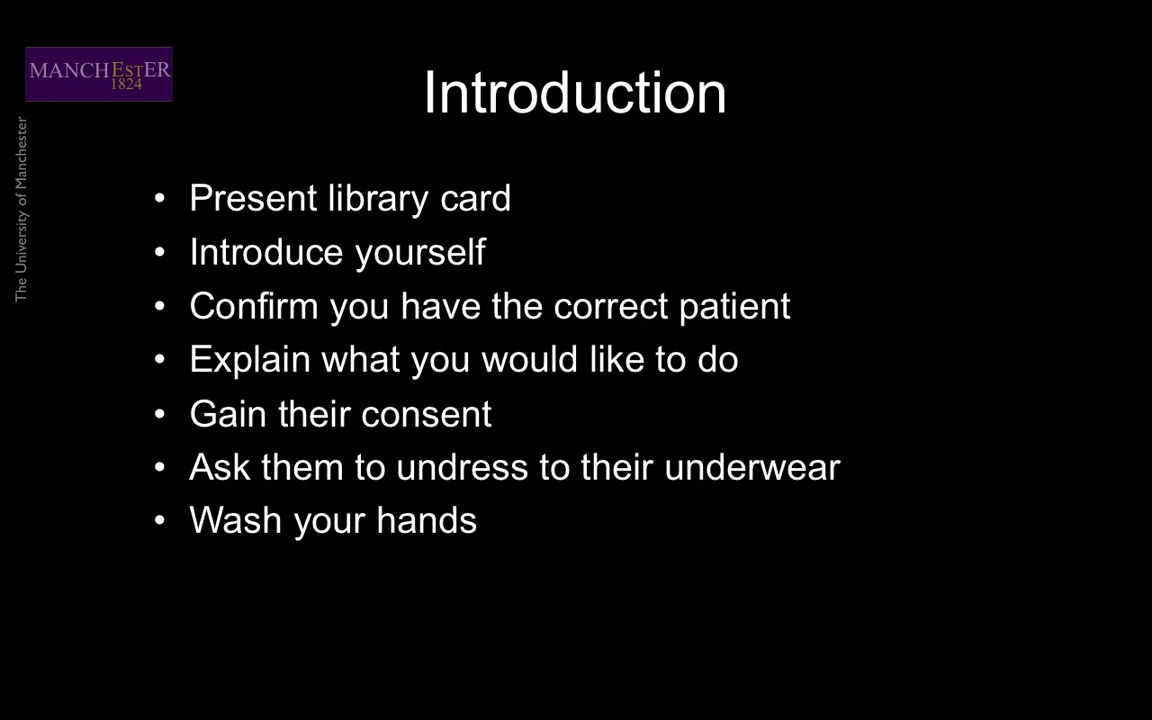 MANCHESTER
1824
The University of Manchester
Introduction
• Present library card
• Introduce yourself
• Confirm you have the correct patient
• Explain what you would like to do
• Gain their consent
• Ask them to undress to their underwear
• Wash your hands